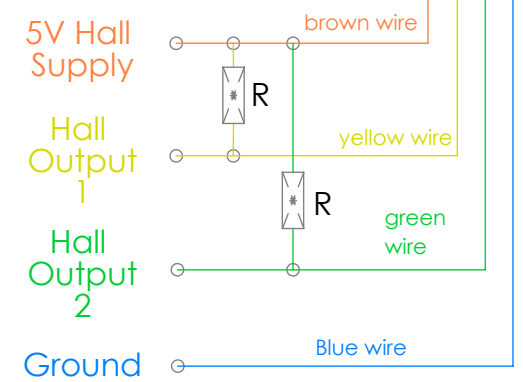 5V Hall
Supply
brown wire
R
Hall
Output
1
yellow wire
R
Hall
Output
2
green
wire
Ground
Blue wire